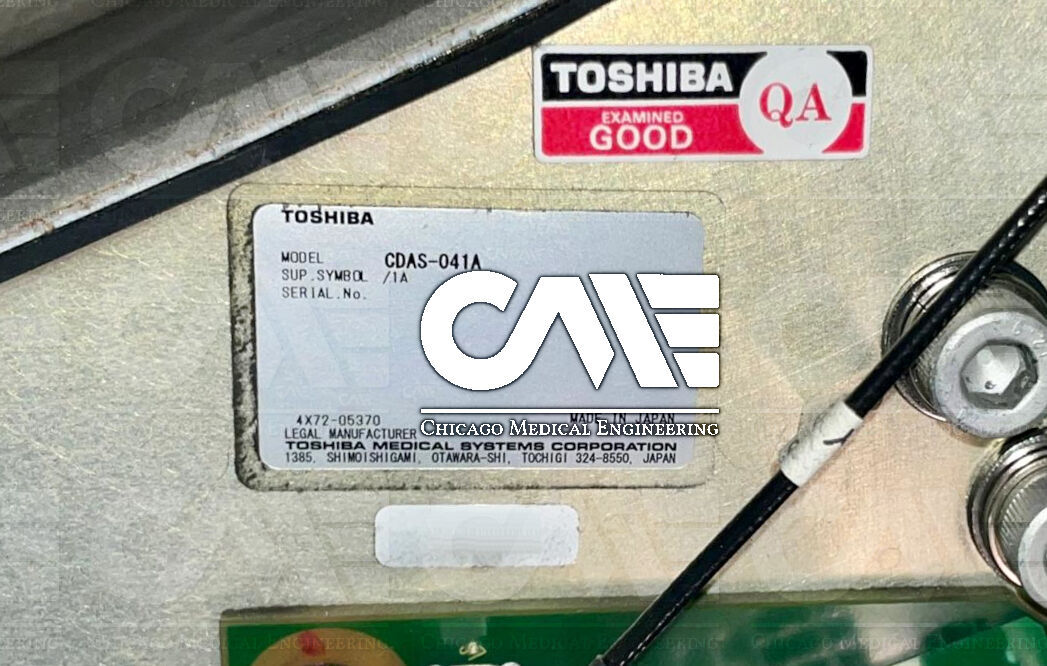 TOSHIBA
EXAMINED
GOOD
QA
TOSHIBA
MODEL CDAS-041A
SUP.SYMBOL /1A
SERIAL.No.
CME
CHICAGO MEDICAL ENGINEERING
4X72-05370 MADE IN JAPAN
LEGAL MANUFACTURER
TOSHIBA MEDICAL SYSTEMS CORPORATION
1385, SHIMOISHIGAMI, OTAWARA-SHI, TOCHIGI 324-8550, JAPAN